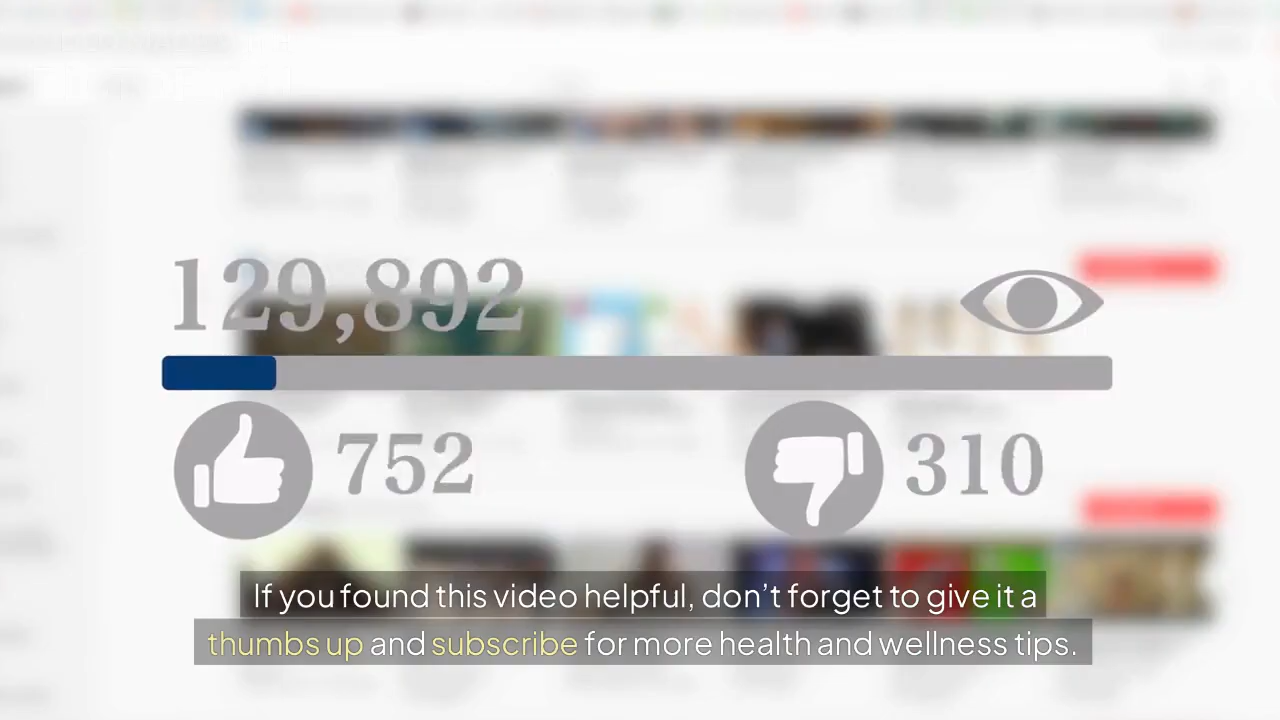 129,892
752 310
If you found this video helpful, don't forget to give it a
thumbs up and subscribe for more health and wellness tips.